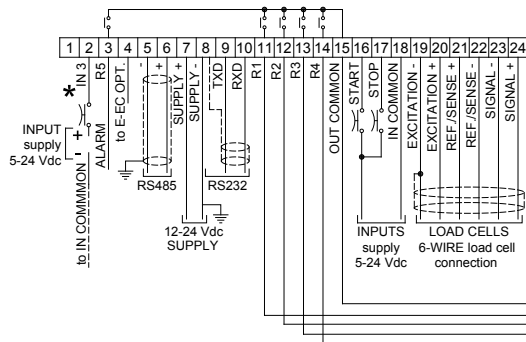 1 2 3 4 5 6 7 8 9 10 11 12 13 14 15 16 17 18 19 20 21 22 23 24
*
IN 3
R5
ALARM
to E-EC OPT.
-
+
SUPPLY +
SUPPLY -
TXD
RXD
R1
R2
R3
R4
OUT COMMON
START
STOP
IN COMMON
EXCITATION -
EXCITATION +
REF./SENSE +
REF./SENSE -
SIGNAL -
SIGNAL +
INPUT
supply
5-24 Vdc
+
-
to IN COMMMON
RS485
RS232
12-24 Vdc
SUPPLY
INPUTS
supply
5-24 Vdc
LOAD CELLS
6-WIRE load cell
connection